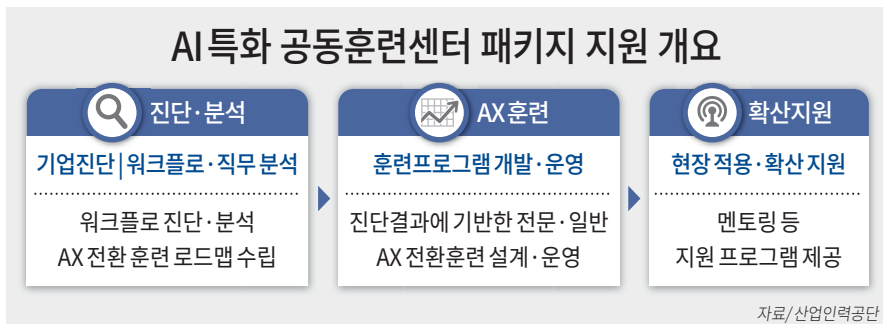 AI특화 공동훈련센터 패키지 지원 개요
진단·분석
기업진단|워크플로·직무 분석
워크플로 진단·분석
AX 전환 훈련 로드맵 수립
AX 훈련
훈련프로그램 개발·운영
진단결과에 기반한 전문·일반
AX 전환훈련 설계·운영
확산지원
현장 적용·확산 지원
멘토링 등
지원 프로그램 제공
자료/산업인력공단